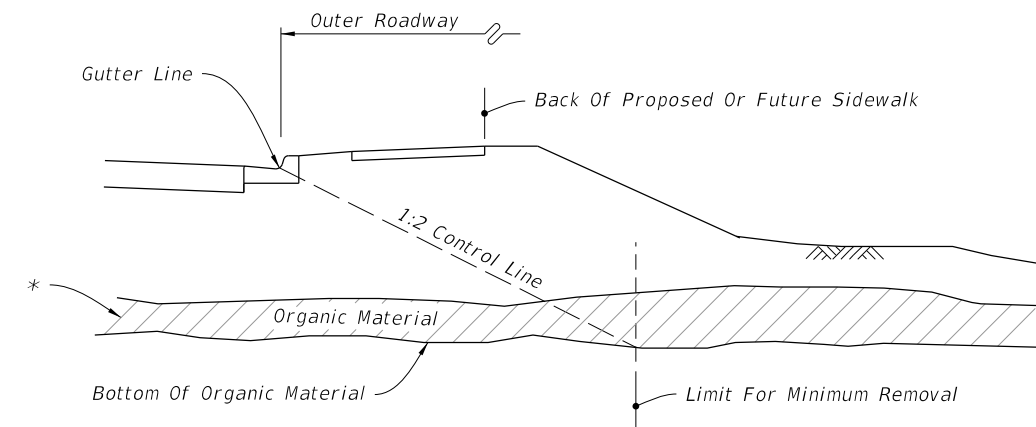 Outer Roadway
Gutter Line
Back Of Proposed Or Future Sidewalk
1:2 Control Line
*
Organic Material
Bottom Of Organic Material
Limit For Minimum Removal